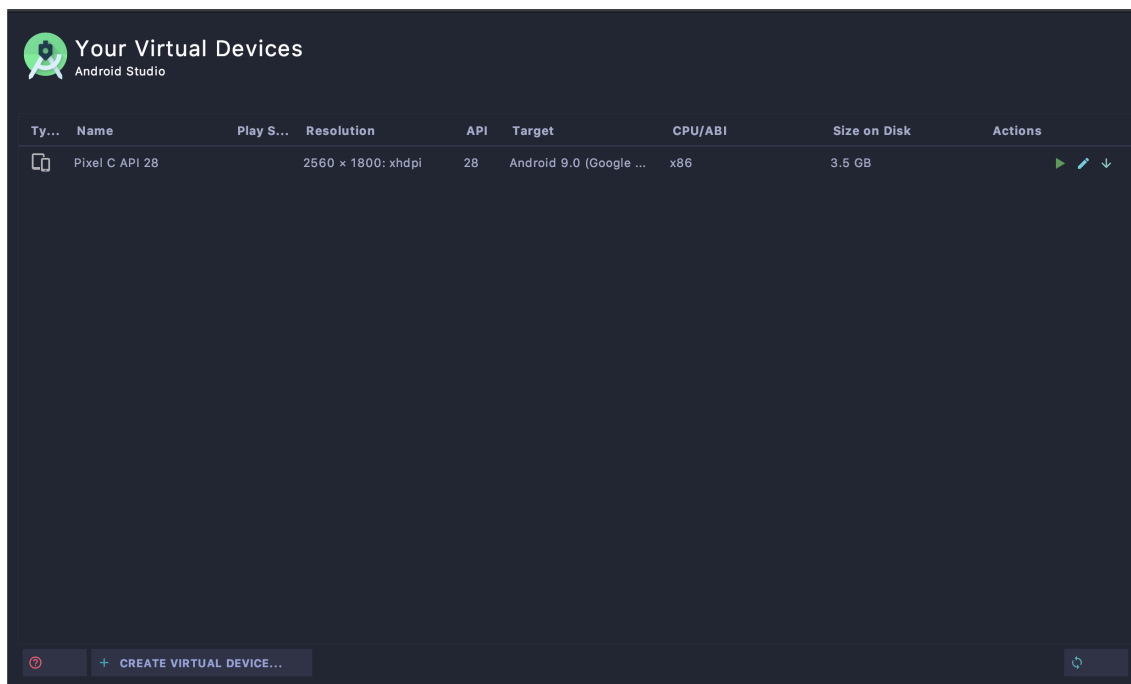 Your Virtual Devices
Android Studio
Ty... Name Play S... Resolution API Target CPU/ABI Size on Disk Actions
Pixel C API 28 2560 × 1800: xhdpi 28 Android 9.0 (Google ... x86 3.5 GB
+ CREATE VIRTUAL DEVICE...